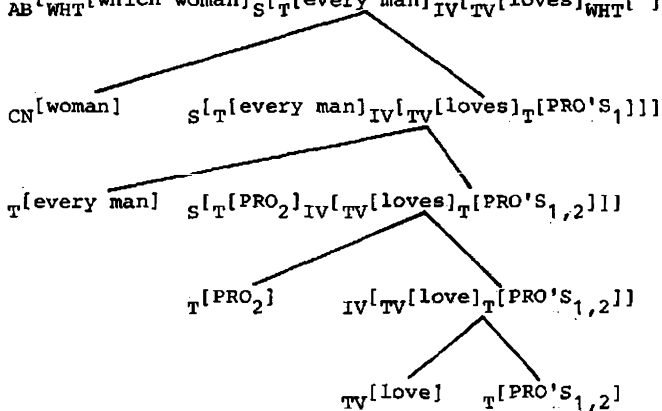 AB[WHT[which woman]S[T[every man]IV[TV[loves]WHT[ ]
CN[woman] S[T[every man]IV[TV[loves]T[PRO'S1]]]
T[every man] S[T[PRO2]IV[TV[loves]T[PRO'S1,2]]]
T[PRO2] IV[TV[love]T[PRO'S1,2]]
TV[love] T[PRO'S1,2]